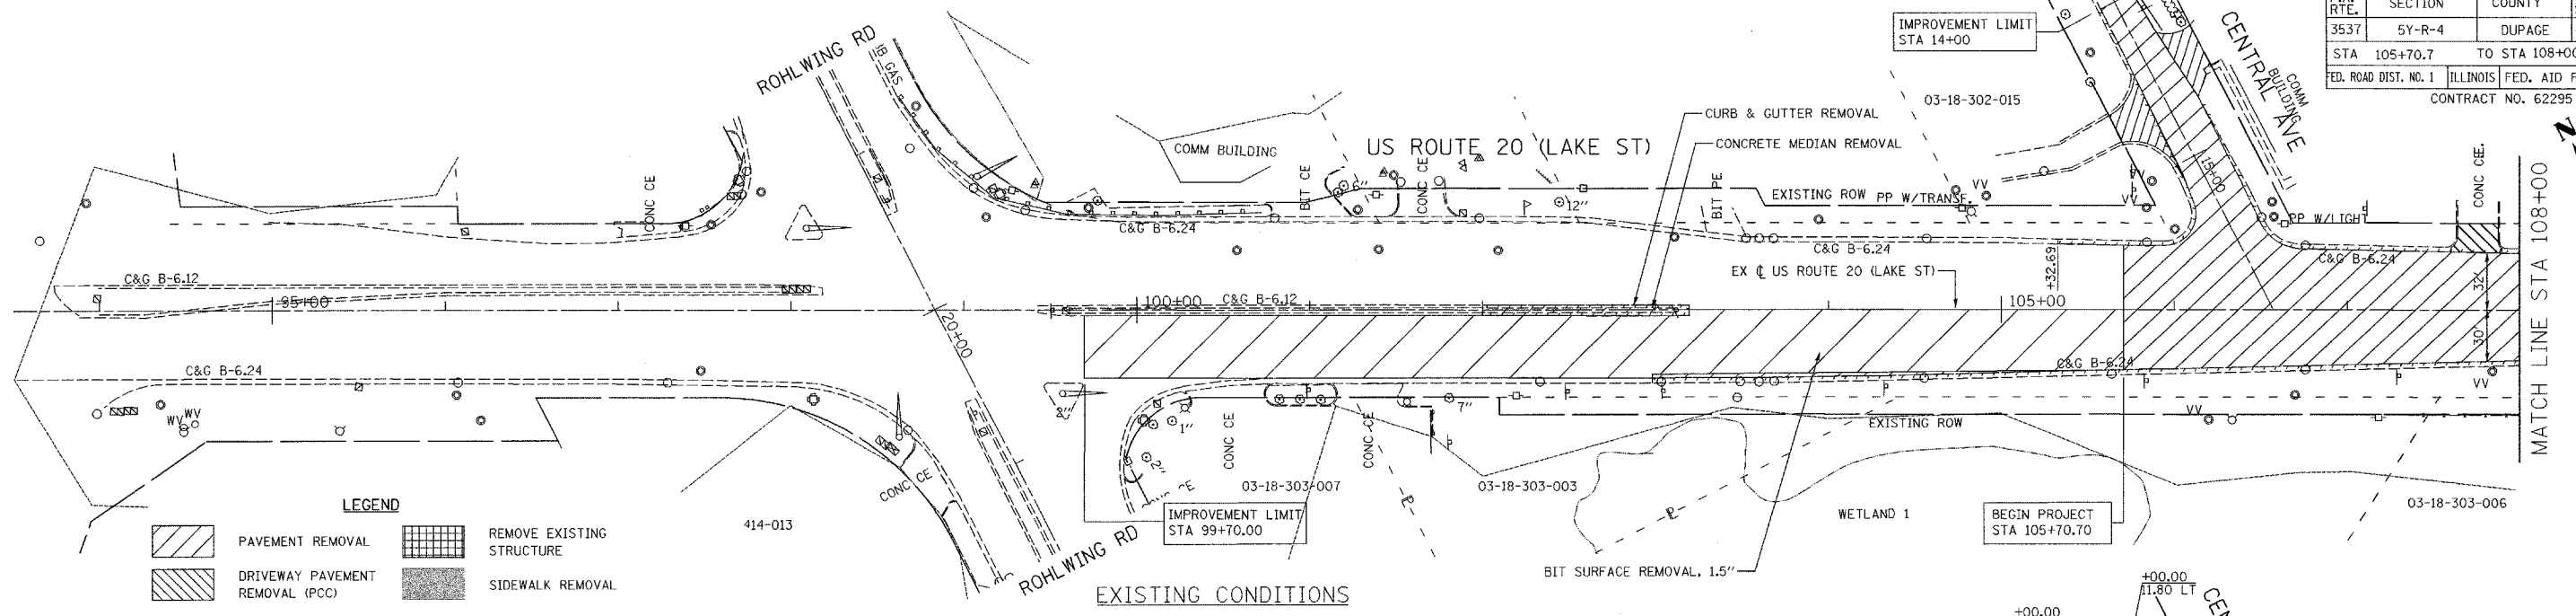 RTE.
SECTION
COUNTY
3537
5Y-R-4
DUPAGE
STA 105+70.7 TO STA 108+00
FED. ROAD DIST. NO. 1
ILLINOIS
FED. AID
CONTRACT NO. 62295
IMPROVEMENT LIMIT
STA 14+00
CENTRAL AVE
COMM
BUILDING
03-18-302-015
ROHLWING RD
CURB & GUTTER REMOVAL
CONCRETE MEDIAN REMOVAL
COMM BUILDING
US ROUTE 20 (LAKE ST)
CONC CE
BIT CE
6"
CONC CE
12"
BIT PE
EXISTING ROW
PP W/TRANSF.
VV
VV
VV
15+00
CONC CE.
PP W/LIGHT
C&G B-6.24
C&G B-6.24
C&G B-6.24
EX ℄ US ROUTE 20 (LAKE ST)
+32.69
32'
30'
MATCH LINE STA 108+00
C&G B-6.12
95+00
20+00
100+00
C&G B-6.12
105+00
C&G B-6.24
C&G B-6.24
WV
WV
2"
1"
2"
7"
CONC CE
CONC CE
CONC CE
EXISTING ROW
VV
VV
03-18-303-007
03-18-303-003
03-18-303-006
414-013
WETLAND 1
IMPROVEMENT LIMIT
STA 99+70.00
BEGIN PROJECT
STA 105+70.70
ROHLWING RD
BIT SURFACE REMOVAL, 1.5"
LEGEND
PAVEMENT REMOVAL
REMOVE EXISTING
STRUCTURE
DRIVEWAY PAVEMENT
REMOVAL (PCC)
SIDEWALK REMOVAL
EXISTING CONDITIONS
+00.00
11.80 LT
+00.00